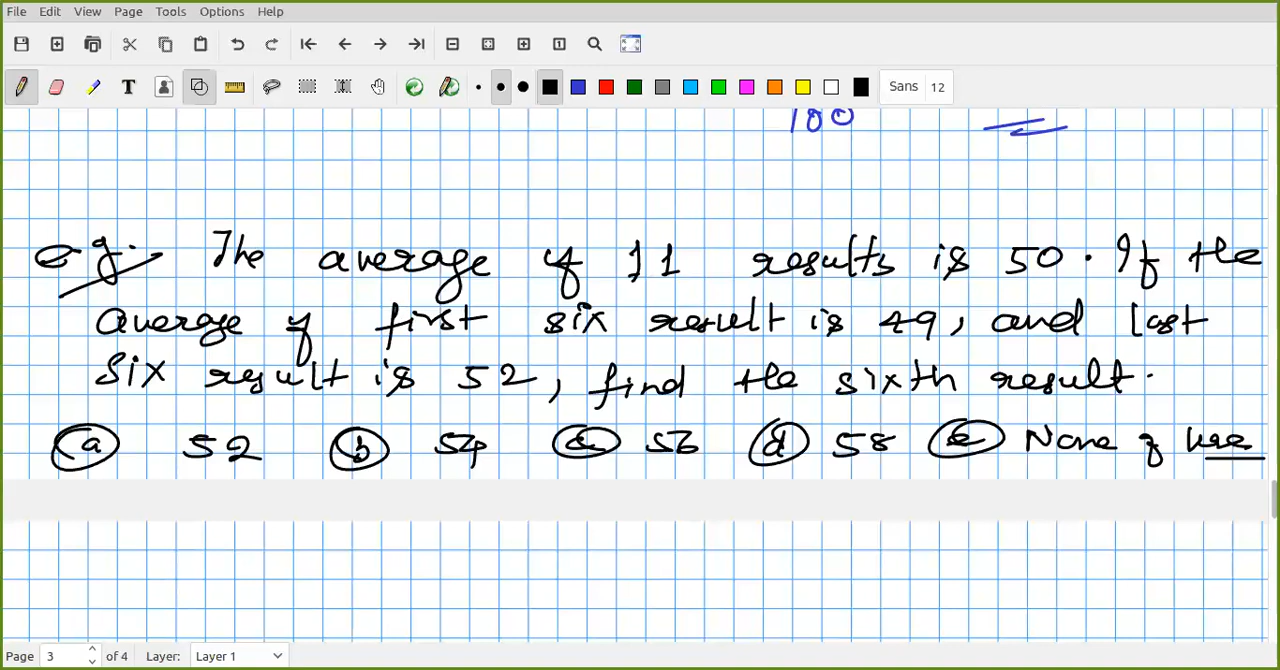 File Edit View Page Tools Options Help
Sans 12
100
eg: The average of 11 results is 50. If the
average of first six result is 49, and last
six result is 52, find the sixth result.
(a) 52 (b) 54 (c) 56 (d) 58 (e) None of
Page 3 of 4 Layer: Layer 1